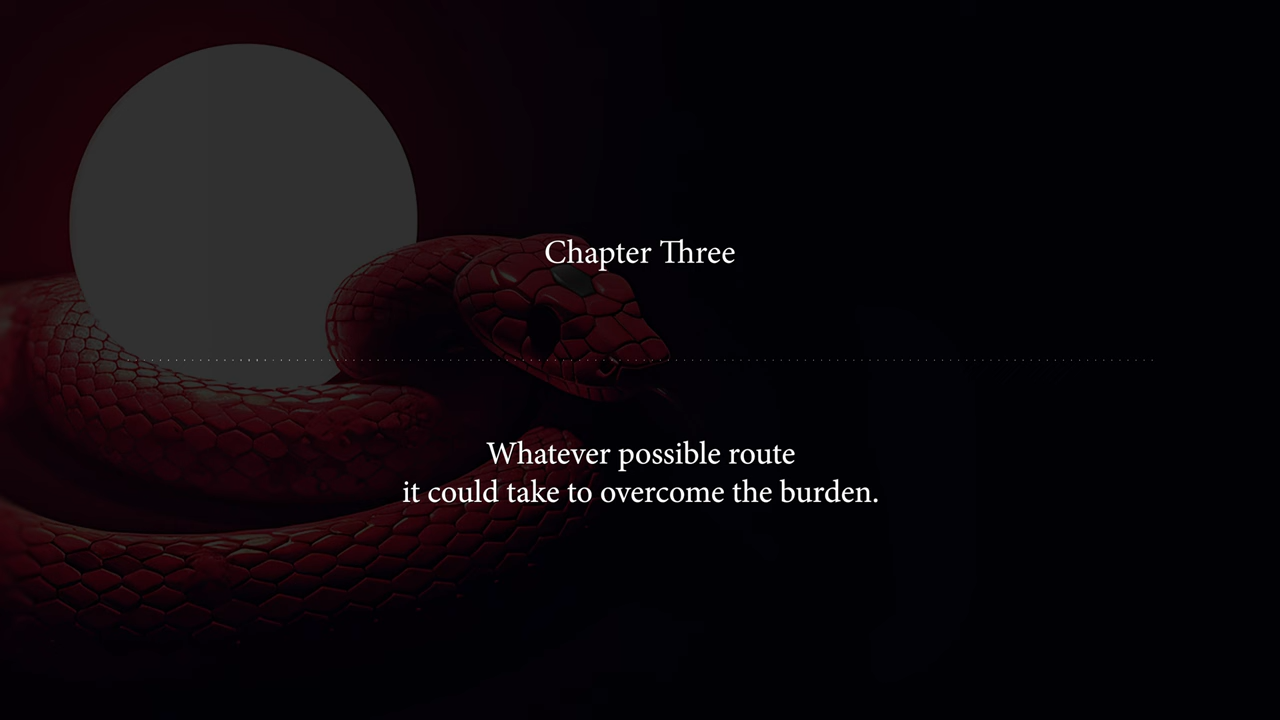 Chapter Three
Whatever possible route
it could take to overcome the burden.